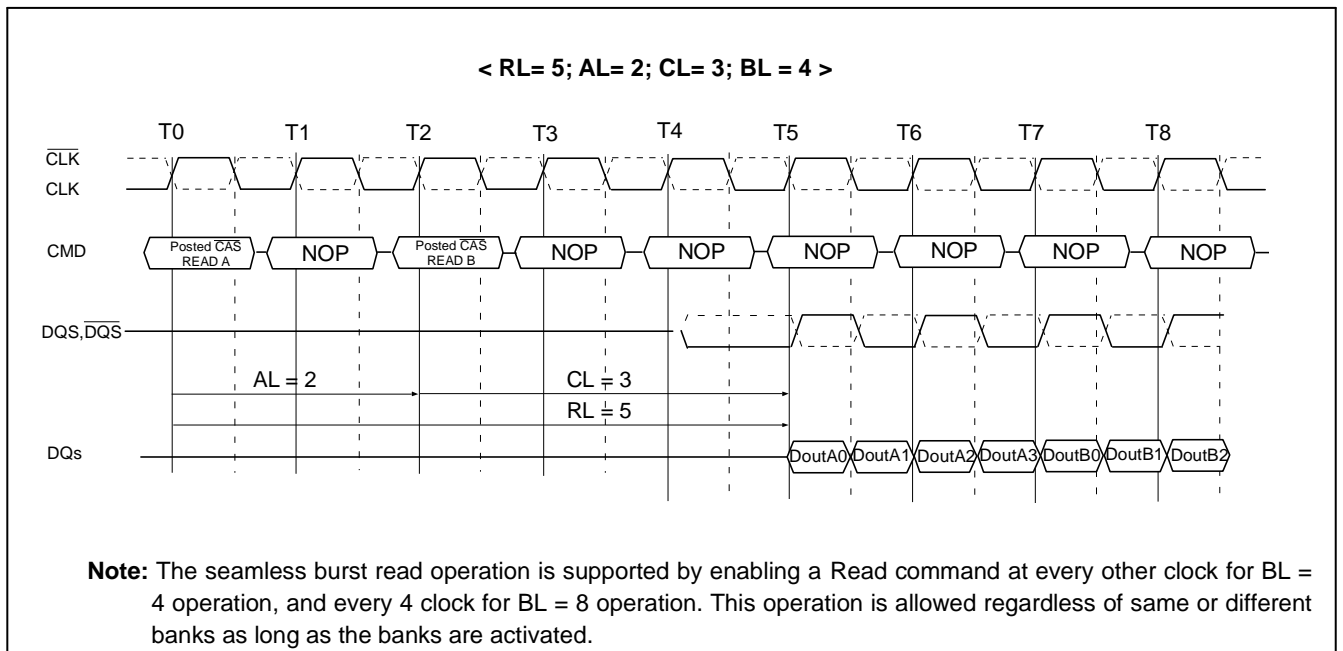 < RL= 5; AL= 2; CL= 3; BL = 4 >
T0 T1 T2 T3 T4 T5 T6 T7 T8
CLK
CLK
CMD
Posted CAS
READ A
NOP
Posted CAS
READ B
NOP NOP NOP NOP NOP NOP
DQS,DQS
AL = 2 CL = 3
RL = 5
DQs
DoutA0 DoutA1 DoutA2 DoutA3 DoutB0 DoutB1 DoutB2
Note: The seamless burst read operation is supported by enabling a Read command at every other clock for BL =
4 operation, and every 4 clock for BL = 8 operation. This operation is allowed regardless of same or different
banks as long as the banks are activated.